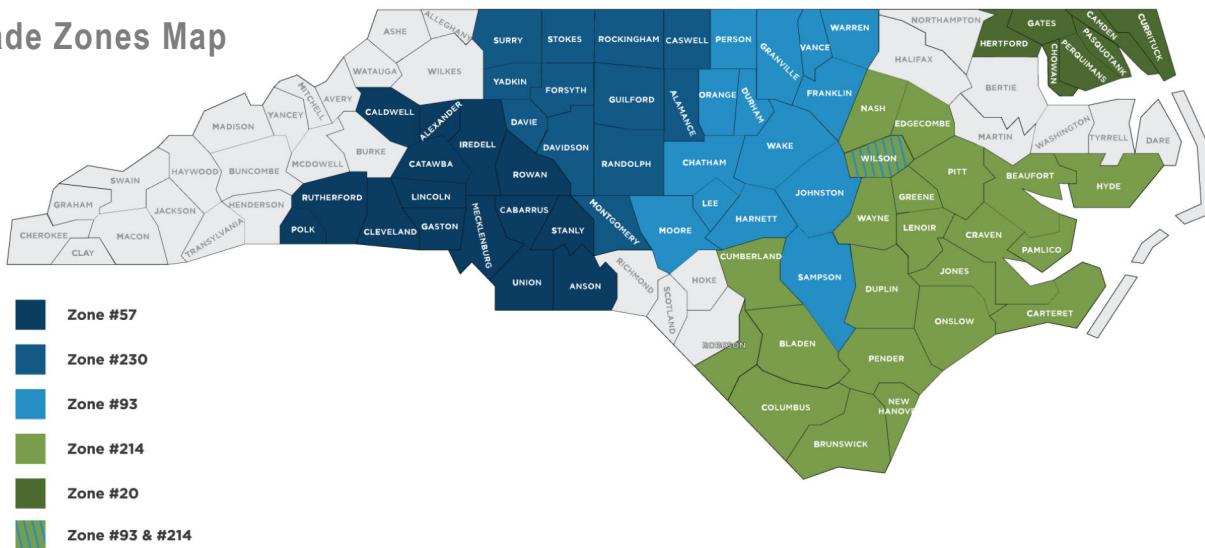 ade Zones Map
ALLEGHANY
ASHE
SURRY
STOKES
ROCKINGHAM
CASWELL
PERSON
GRANVILLE
VANCE
WARREN
NORTHAMPTON
GATES
CAMDEN
CURRITUCK
HERTFORD
PASQUOTANK
PERQUIMANS
CHOWAN
HALIFAX
WATAUGA
WILKES
YADKIN
FORSYTH
GUILFORD
ALAMANCE
ORANGE
DURHAM
FRANKLIN
NASH
BERTIE
EDGECOMBE
MITCHELL
AVERY
CALDWELL
ALEXANDER
DAVIE
YANCEY
MADISON
IREDELL
DAVIDSON
RANDOLPH
CHATHAM
WAKE
WILSON
MARTIN
WASHINGTON
TYRRELL
DARE
BURKE
MCDOWELL
CATAWBA
ROWAN
BUNCOMBE
HAYWOOD
SWAIN
PITT
BEAUFORT
HYDE
RUTHERFORD
LINCOLN
JOHNSTON
GREENE
GRAHAM
JACKSON
HENDERSON
LEE
MECKLENBURG
CABARRUS
MONTGOMERY
HARNETT
WAYNE
LENOIR
CRAVEN
PAMLICO
CHEROKEE
MACON
TRANSYLVANIA
POLK
CLEVELAND
GASTON
STANLY
MOORE
CLAY
CUMBERLAND
JONES
RICHMOND
SCOTLAND
HOKE
SAMPSON
DUPLIN
UNION
ANSON
CARTERET
ONSLOW
ROBESON
BLADEN
PENDER
COLUMBUS
NEW
HANOVE
BRUNSWICK
Zone #57
Zone #230
Zone #93
Zone #214
Zone #20
Zone #93 & #214